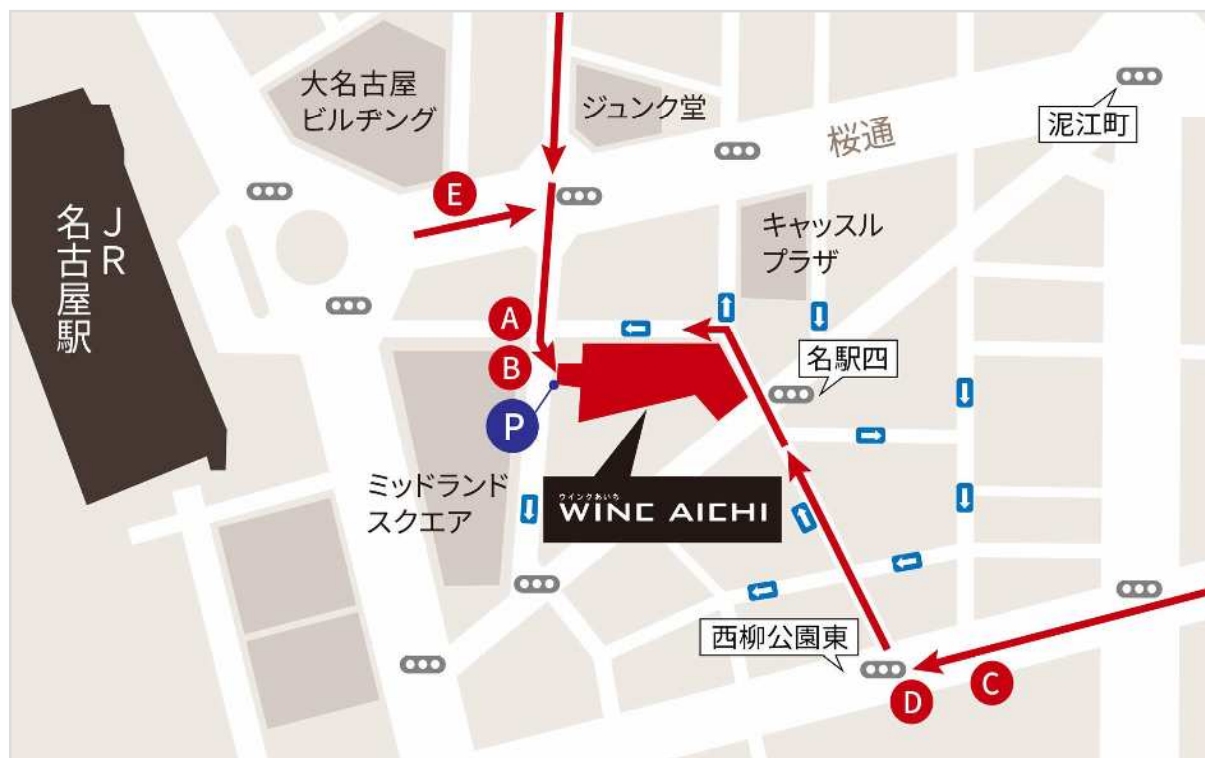 大名古屋
ビルヂング
ジュンク堂
桜通
泥江町
E
JR
名古屋駅
キャッスル
プラザ
A
B
名駅四
P
ミッドランド
スクエア
ウインクあいち
WINC AICHI
西柳公園東
C
D